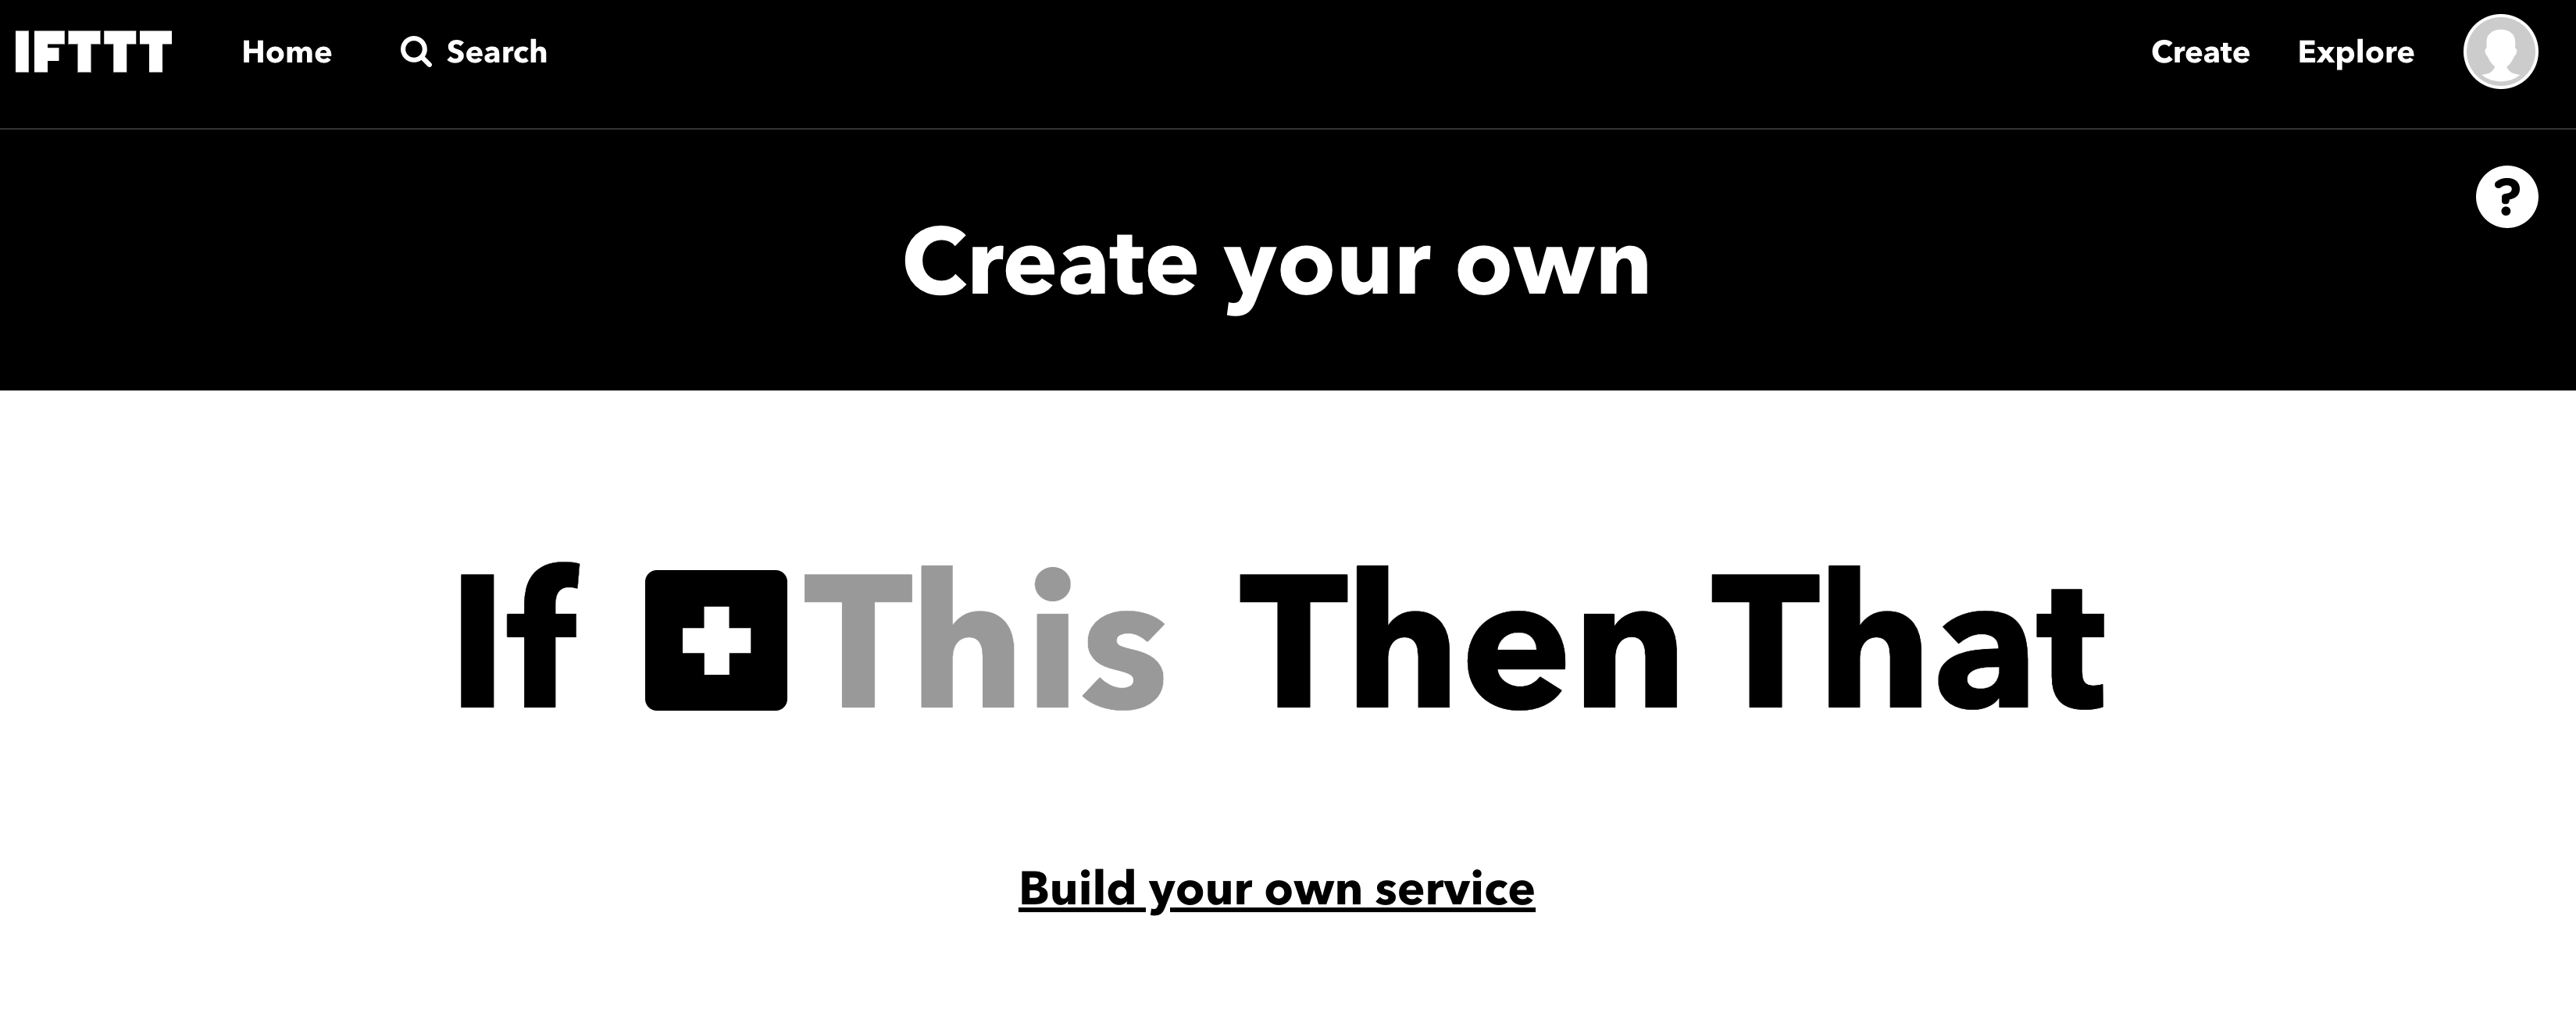 IFTTT Home Search Create Explore
?
Create your own
If This Then That
Build your own service